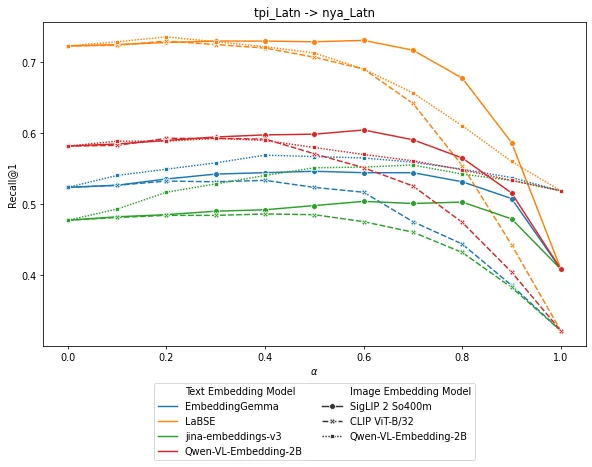 tpi_Latn -> nya_Latn
Recall@1
0.7
0.6
0.5
0.4
0.0 0.2 0.4 0.6 0.8 1.0
α
Text Embedding Model Image Embedding Model
EmbeddingGemma SigLIP 2 So400m
LaBSE CLIP ViT-B/32
jina-embeddings-v3 Qwen-VL-Embedding-2B
Qwen-VL-Embedding-2B